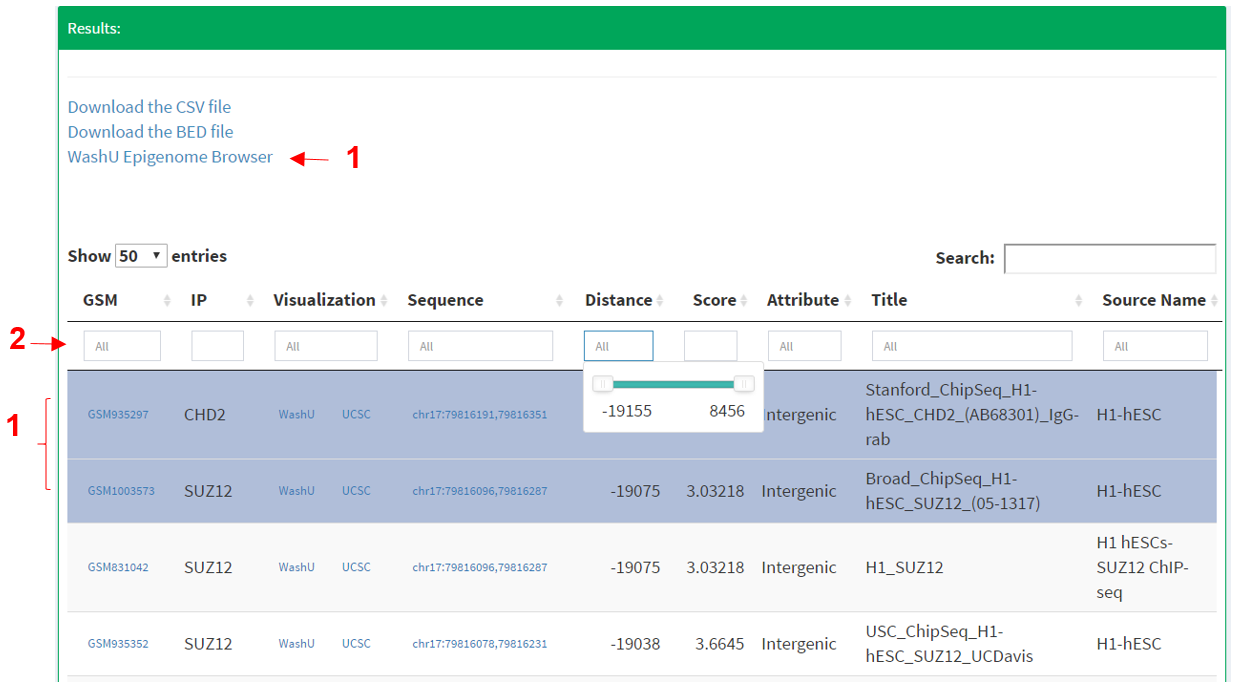 Results:
Download the CSV file
Download the BED file
WashU Epigenome Browser 1
Show 50 entries Search:
GSM IP Visualization Sequence Distance Score Attribute Title Source Name
2 All All All All All All All
-19155 8456
1 GSM935297 CHD2 WashU UCSC chr17:79816191,79816351 Intergenic Stanford_ChipSeq_H1-
hESC_CHD2_(AB68301)_IgG-
rab H1-hESC
GSM1003573 SUZ12 WashU UCSC chr17:79816096,79816287 -19075 3.03218 Intergenic Broad_ChipSeq_H1-
hESC_SUZ12_(05-1317) H1-hESC
GSM831042 SUZ12 WashU UCSC chr17:79816096,79816287 -19075 3.03218 Intergenic H1_SUZ12 H1 hESCs-
SUZ12 ChIP-
seq
GSM935352 SUZ12 WashU UCSC chr17:79816078,79816231 -19038 3.6645 Intergenic USC_ChipSeq_H1-
hESC_SUZ12_UCDavis H1-hESC